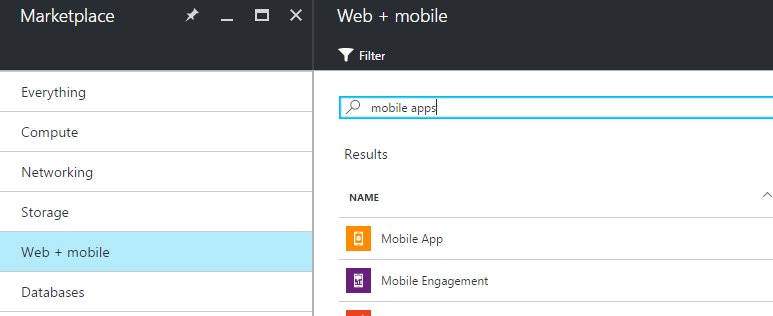 Marketplace
Everything
Compute
Networking
Storage
Web + mobile
Databases
Web + mobile
Filter
mobile apps
Results
NAME
Mobile App
Mobile Engagement